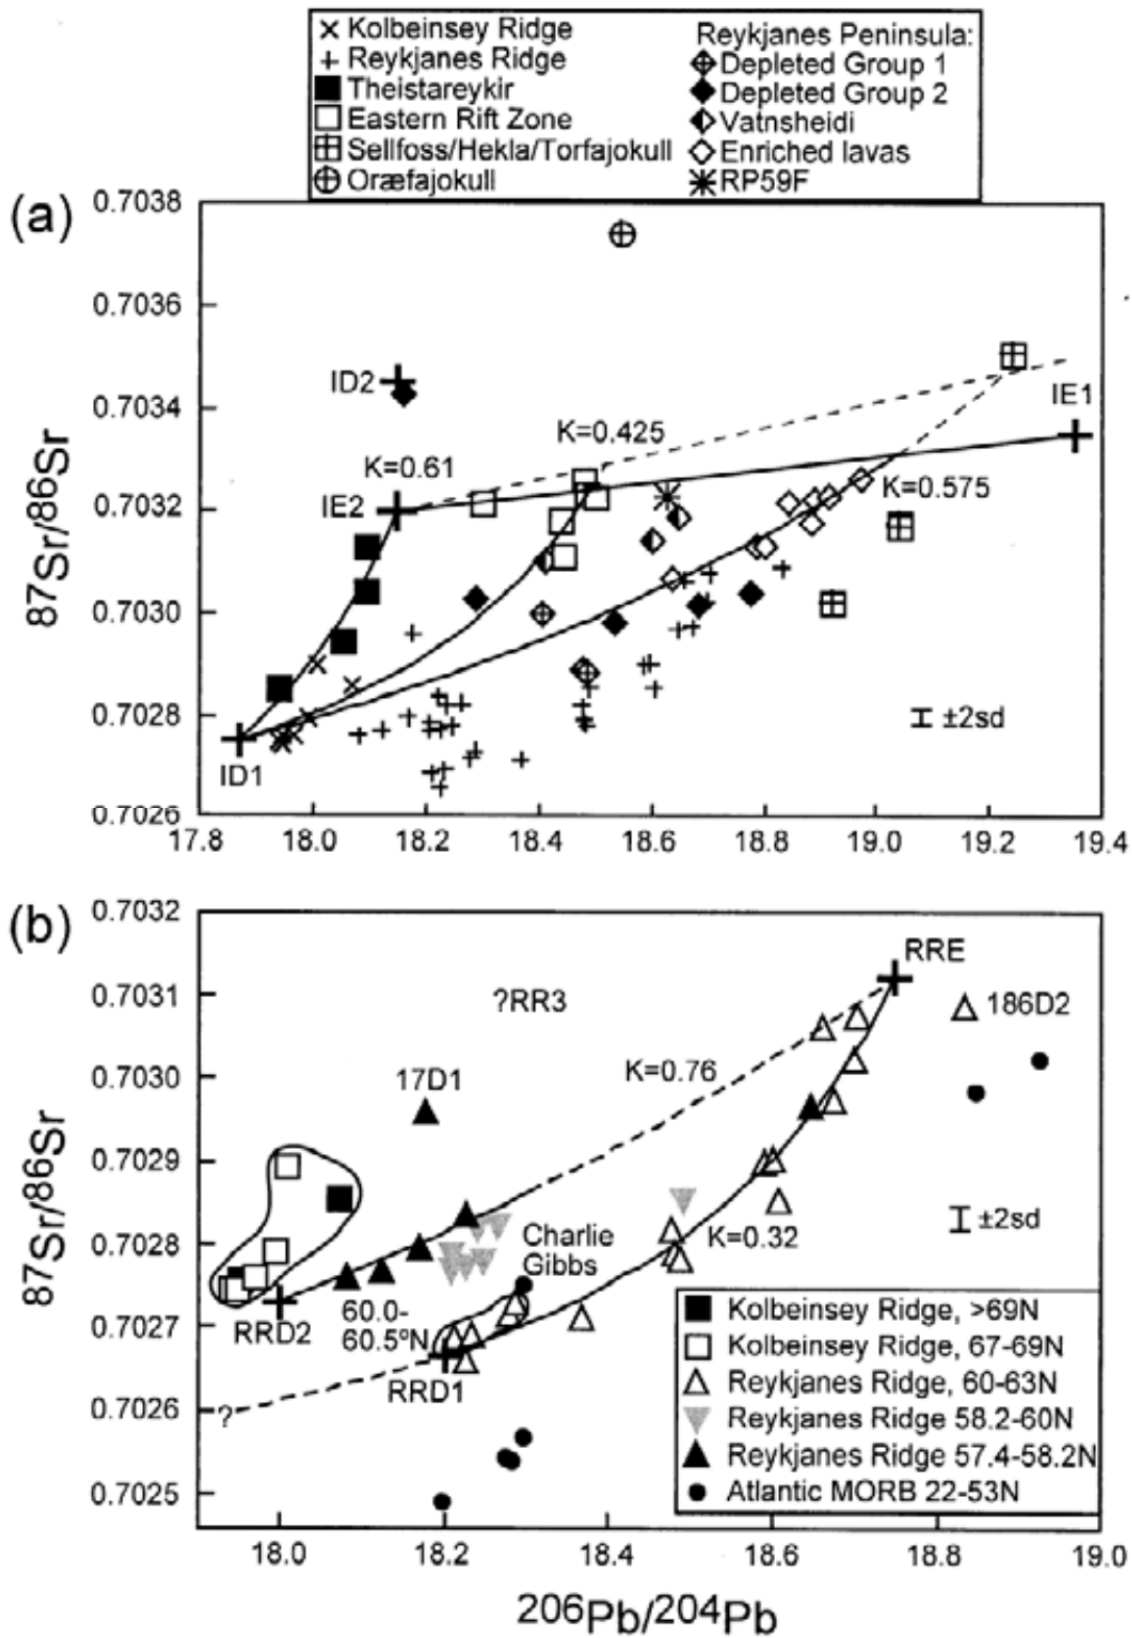 Kolbeinsey Ridge
Reykjanes Ridge
Theistareykir
Eastern Rift Zone
Sellfoss/Hekla/Torfajokull
Oræfajokull
Reykjanes Peninsula:
Depleted Group 1
Depleted Group 2
Vatnsheidi
Enriched lavas
RP59F
(a)
0.7038
0.7036
0.7034
0.7032
0.7030
0.7028
0.7026
87Sr/86Sr
ID2
IE1
K=0.425
K=0.61
IE2
K=0.575
±2sd
ID1
17.8
18.0
18.2
18.4
18.6
18.8
19.0
19.2
19.4
(b)
0.7032
0.7031
0.7030
0.7029
0.7028
0.7027
0.7026
0.7025
87Sr/86Sr
RRE
?RR3
186D2
K=0.76
17D1
±2sd
Charlie
Gibbs
K=0.32
60.0-
60.5ºN
RRD2
RRD1
?
Kolbeinsey Ridge, >69N
Kolbeinsey Ridge, 67-69N
Reykjanes Ridge, 60-63N
Reykjanes Ridge 58.2-60N
Reykjanes Ridge 57.4-58.2N
Atlantic MORB 22-53N
18.0
18.2
18.4
18.6
18.8
19.0
206Pb/204Pb